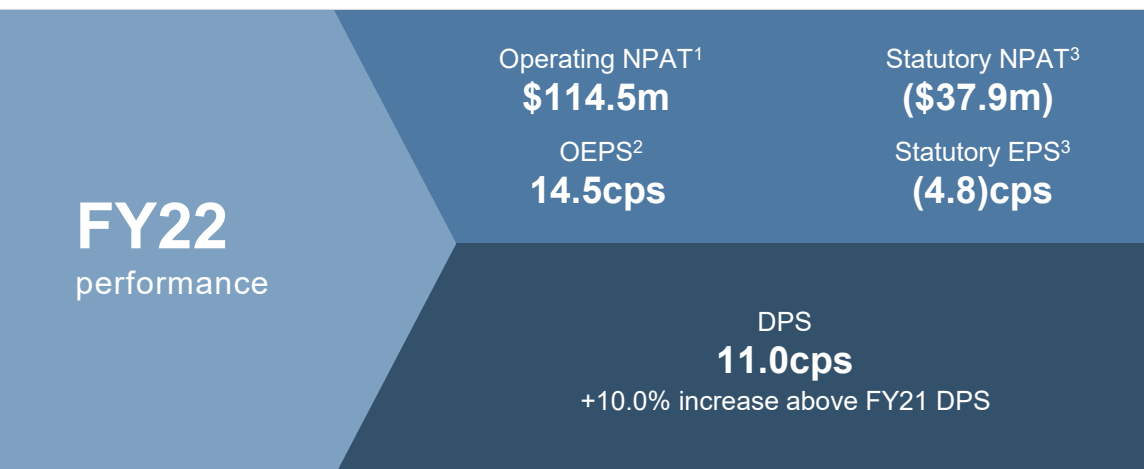 FY22
performance
Operating NPAT¹
$114.5m
OEPS²
14.5cps
Statutory NPAT³
($37.9m)
Statutory EPS³
(4.8)cps
DPS
11.0cps
+10.0% increase above FY21 DPS